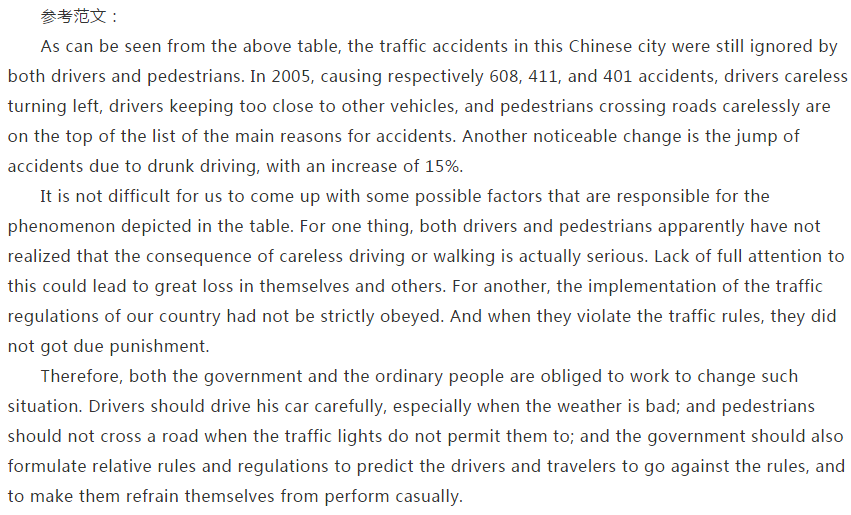 参考范文：
As can be seen from the above table, the traffic accidents in this Chinese city were still ignored by
both drivers and pedestrians. In 2005, causing respectively 608, 411, and 401 accidents, drivers careless
turning left, drivers keeping too close to other vehicles, and pedestrians crossing roads carelessly are
on the top of the list of the main reasons for accidents. Another noticeable change is the jump of
accidents due to drunk driving, with an increase of 15%.
It is not difficult for us to come up with some possible factors that are responsible for the
phenomenon depicted in the table. For one thing, both drivers and pedestrians apparently have not
realized that the consequence of careless driving or walking is actually serious. Lack of full attention to
this could lead to great loss in themselves and others. For another, the implementation of the traffic
regulations of our country had not be strictly obeyed. And when they violate the traffic rules, they did
not got due punishment.
Therefore, both the government and the ordinary people are obliged to work to change such
situation. Drivers should drive his car carefully, especially when the weather is bad; and pedestrians
should not cross a road when the traffic lights do not permit them to; and the government should also
formulate relative rules and regulations to predict the drivers and travelers to go against the rules, and
to make them refrain themselves from perform casually.